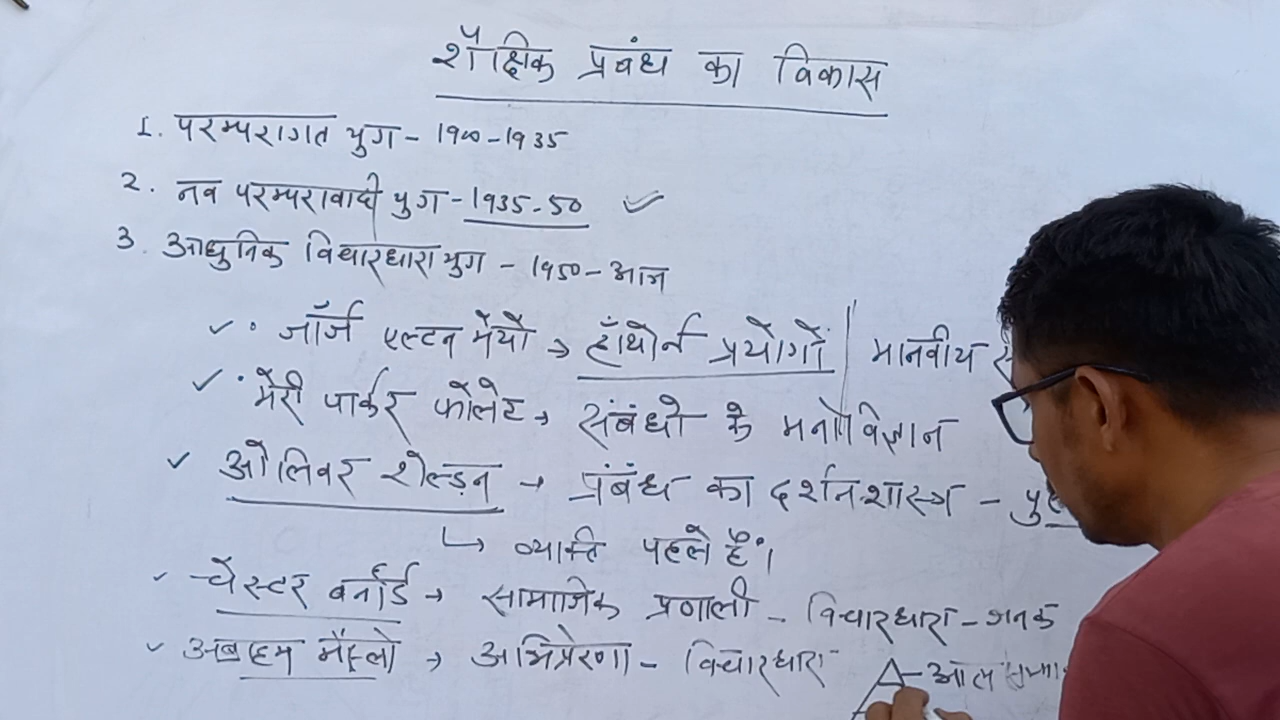 शैक्षिक प्रबंध का विकास
1. परम्परागत युग - 1900-1935
2. नव परम्परावादी युग - 1935-50
3. आधुनिक विचारधारा युग - 1950-आज
जॉर्ज एल्टन मेयो → हॉथोर्न प्रयोगों | मानवीय
मेरी पार्कर फोलेट → संबंधो के मनोविज्ञान
ओलिवर शेल्ड़न → प्रंबंध का दर्शनशास्त्र -
↳ व्यक्ति पहले है।
चेस्टर बर्नार्ड → सामाजिक प्रणाली - विचारधारा - जनक
अब्राहम मैस्लो → अभिप्रेरणा - विचारधारा